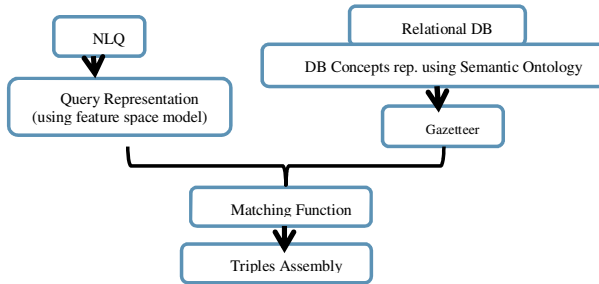 NLQ
Relational DB
DB Concepts rep. using Semantic Ontology
Query Representation
(using feature space model)
Gazetteer
Matching Function
Triples Assembly